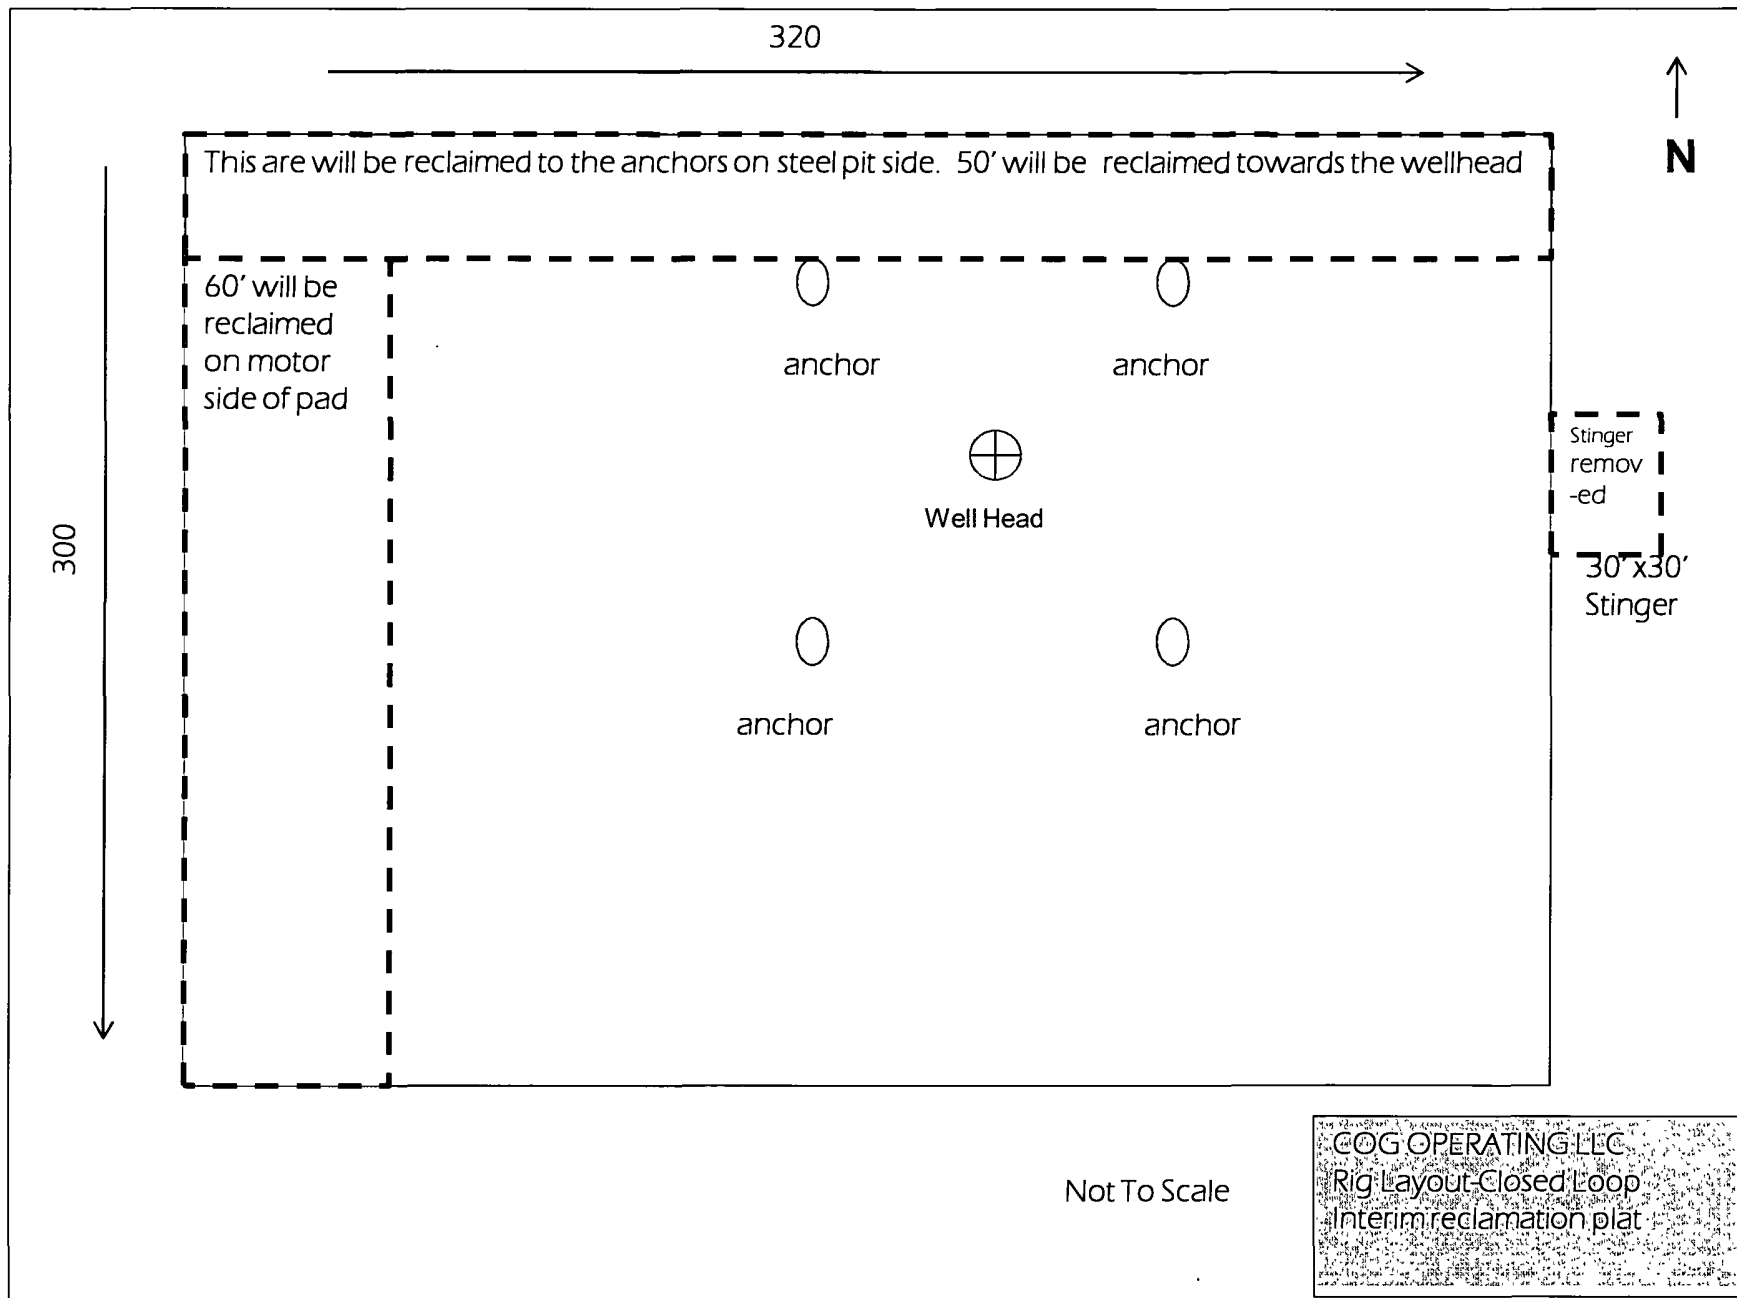 320
N
This are will be reclaimed to the anchors on steel pit side. 50' will be reclaimed towards the wellhead
60' will be
reclaimed
on motor
side of pad
anchor
anchor
Stinger
remov
-ed
Well Head
300
30'x30'
Stinger
anchor
anchor
Not To Scale
COG OPERATING LLC
Rig Layout-Closed Loop
Interim reclamation plat